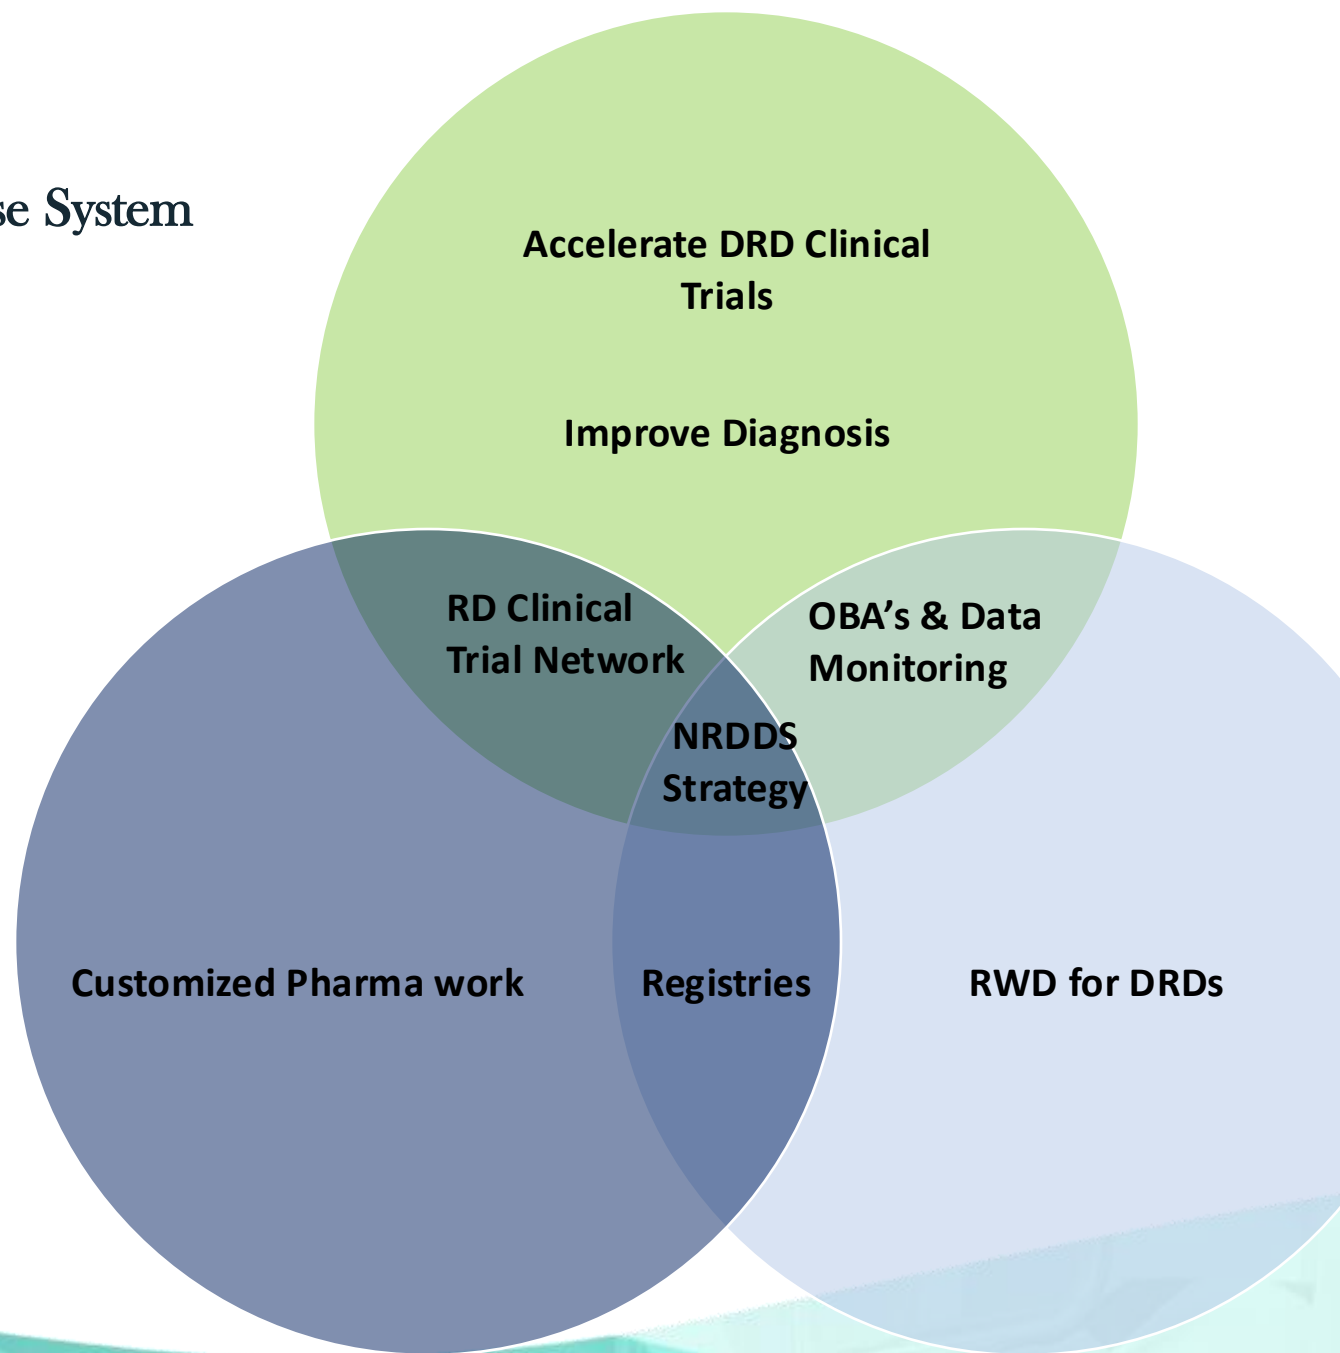 se System
Accelerate DRD Clinical
Trials
Improve Diagnosis
RD Clinical
Trial Network
OBA’s & Data
Monitoring
NRDDS
Strategy
Customized Pharma work
Registries
RWD for DRDs